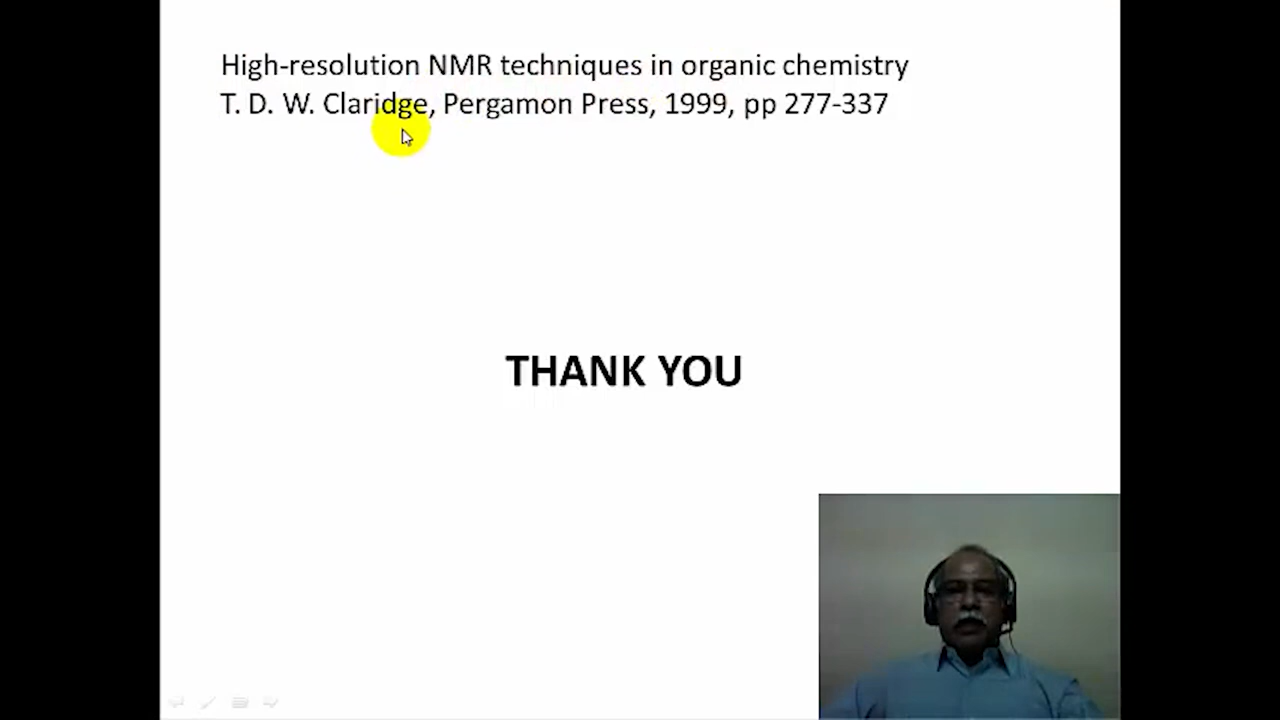 High-resolution NMR techniques in organic chemistry
T. D. W. Claridge, Pergamon Press, 1999, pp 277-337
THANK YOU